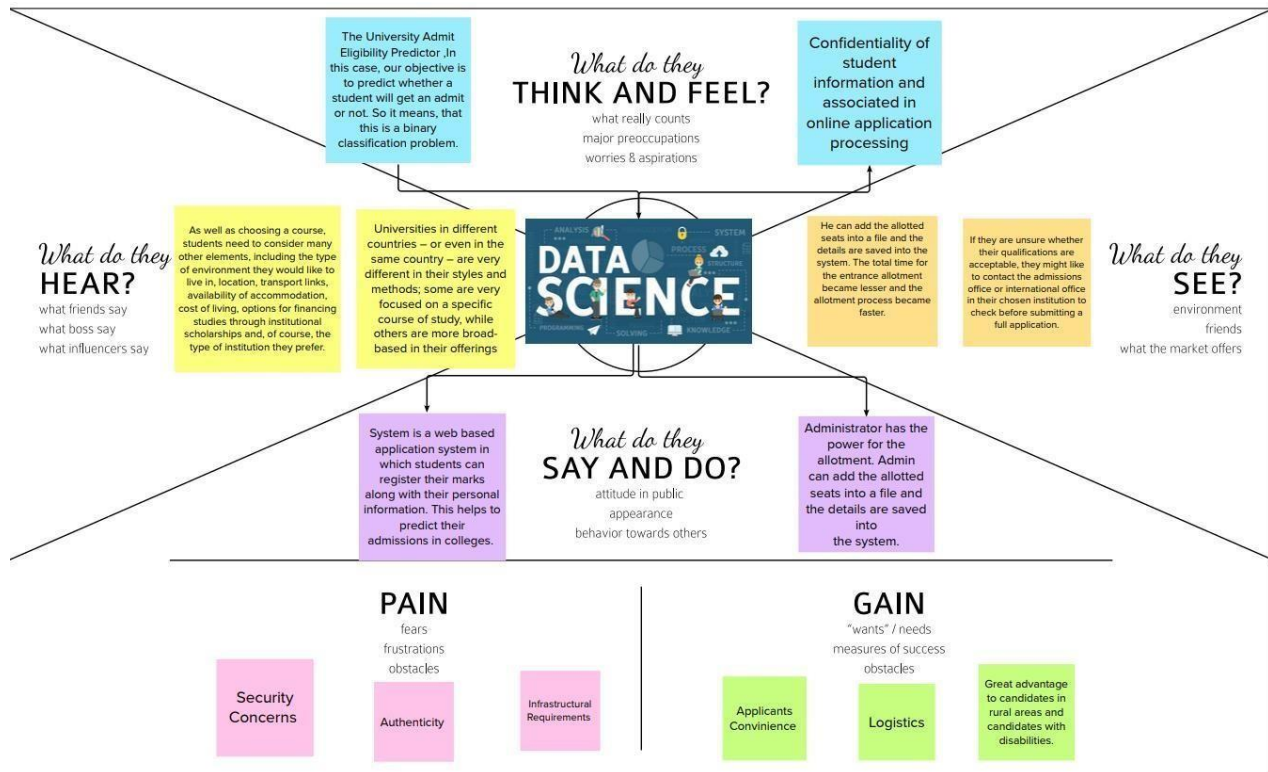 The University Admit
Eligibility Predictor ,In
this case, our objective is
to predict whether a
student will get an admit
or not. So it means, that
this is a binary
classification problem.
What do they
THINK AND FEEL?
what really counts
major preoccupations
worries & aspirations
Confidentiality of
student
information and
associated in
online application
processing
What do they
HEAR?
what friends say
what boss say
what influencers say
As well as choosing a course,
students need to consider many
other elements, including the type
of environment they would like to
live in, location, transport links,
availability of accommodation,
cost of living, options for financing
studies through institutional
scholarships and, of course, the
type of institution they prefer.
Universities in different
countries – or even in the
same country – are very
different in their styles and
methods; some are very
focused on a specific
course of study, while
others are more broad-
based in their offerings
ANALYSIS
SYSTEM
PROCESS
STRUCTURE
DATA
SCIENCE
PROGRAMMING
SOLVING
KNOWLEDGE
He can add the allotted
seats into a file and the
details are saved into the
system. The total time for
the entrance allotment
became lesser and the
allotment process became
faster.
If they are unsure whether
their qualifications are
acceptable, they might like
to contact the admissions
office or international office
in their chosen institution to
check before submitting a
full application.
What do they
SEE?
environment
friends
what the market offers
System is a web based
application system in
which students can
register their marks
along with their personal
information. This helps to
predict their
admissions in colleges.
What do they
SAY AND DO?
attitude in public
appearance
behavior towards others
Administrator has the
power for the
allotment. Admin
can add the allotted
seats into a file and
the details are saved
into
the system.
PAIN
fears
frustrations
obstacles
Security
Concerns
Authenticity
Infrastructural
Requirements
GAIN
"wants" / needs
measures of success
obstacles
Applicants
Convinience
Logistics
Great advantage
to candidates in
rural areas and
candidates with
disabilities.